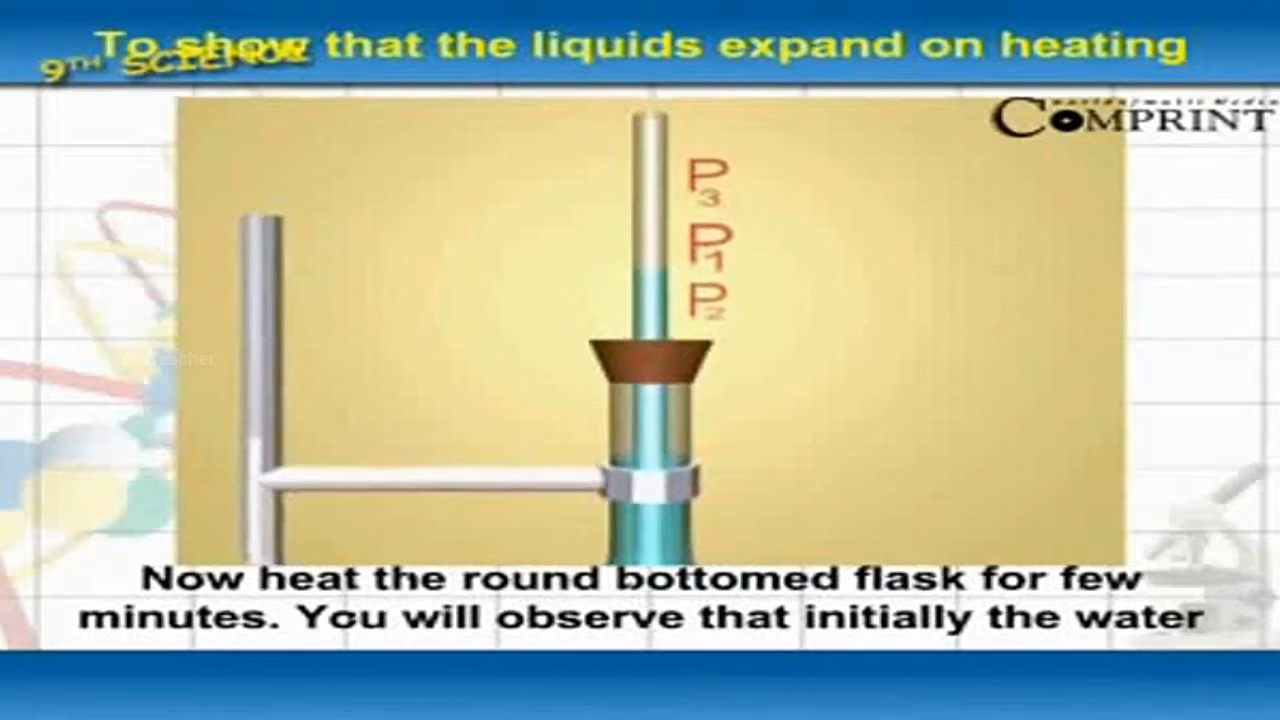 To show that the liquids expand on heating
9TH SCIENCE
COMPRINT
P3
P1
P2
Now heat the round bottomed flask for few
minutes. You will observe that initially the water